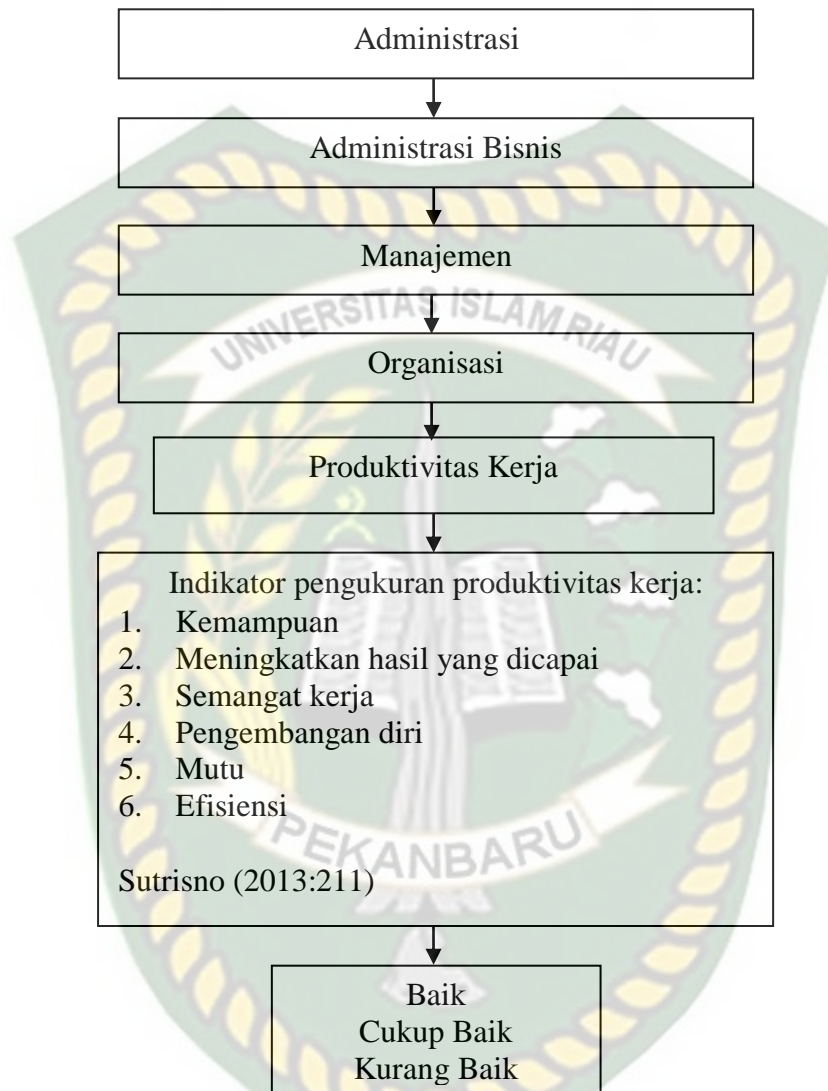 Administrasi
Administrasi Bisnis
Manajemen
UNIVERSITAS ISLAM RIAU
Organisasi
Produktivitas Kerja
Indikator pengukuran produktivitas kerja:
1. Kemampuan
2. Meningkatkan hasil yang dicapai
3. Semangat kerja
4. Pengembangan diri
5. Mutu
6. Efisiensi
PEKANBARU
Sutrisno (2013:211)
Baik
Cukup Baik
Kurang Baik